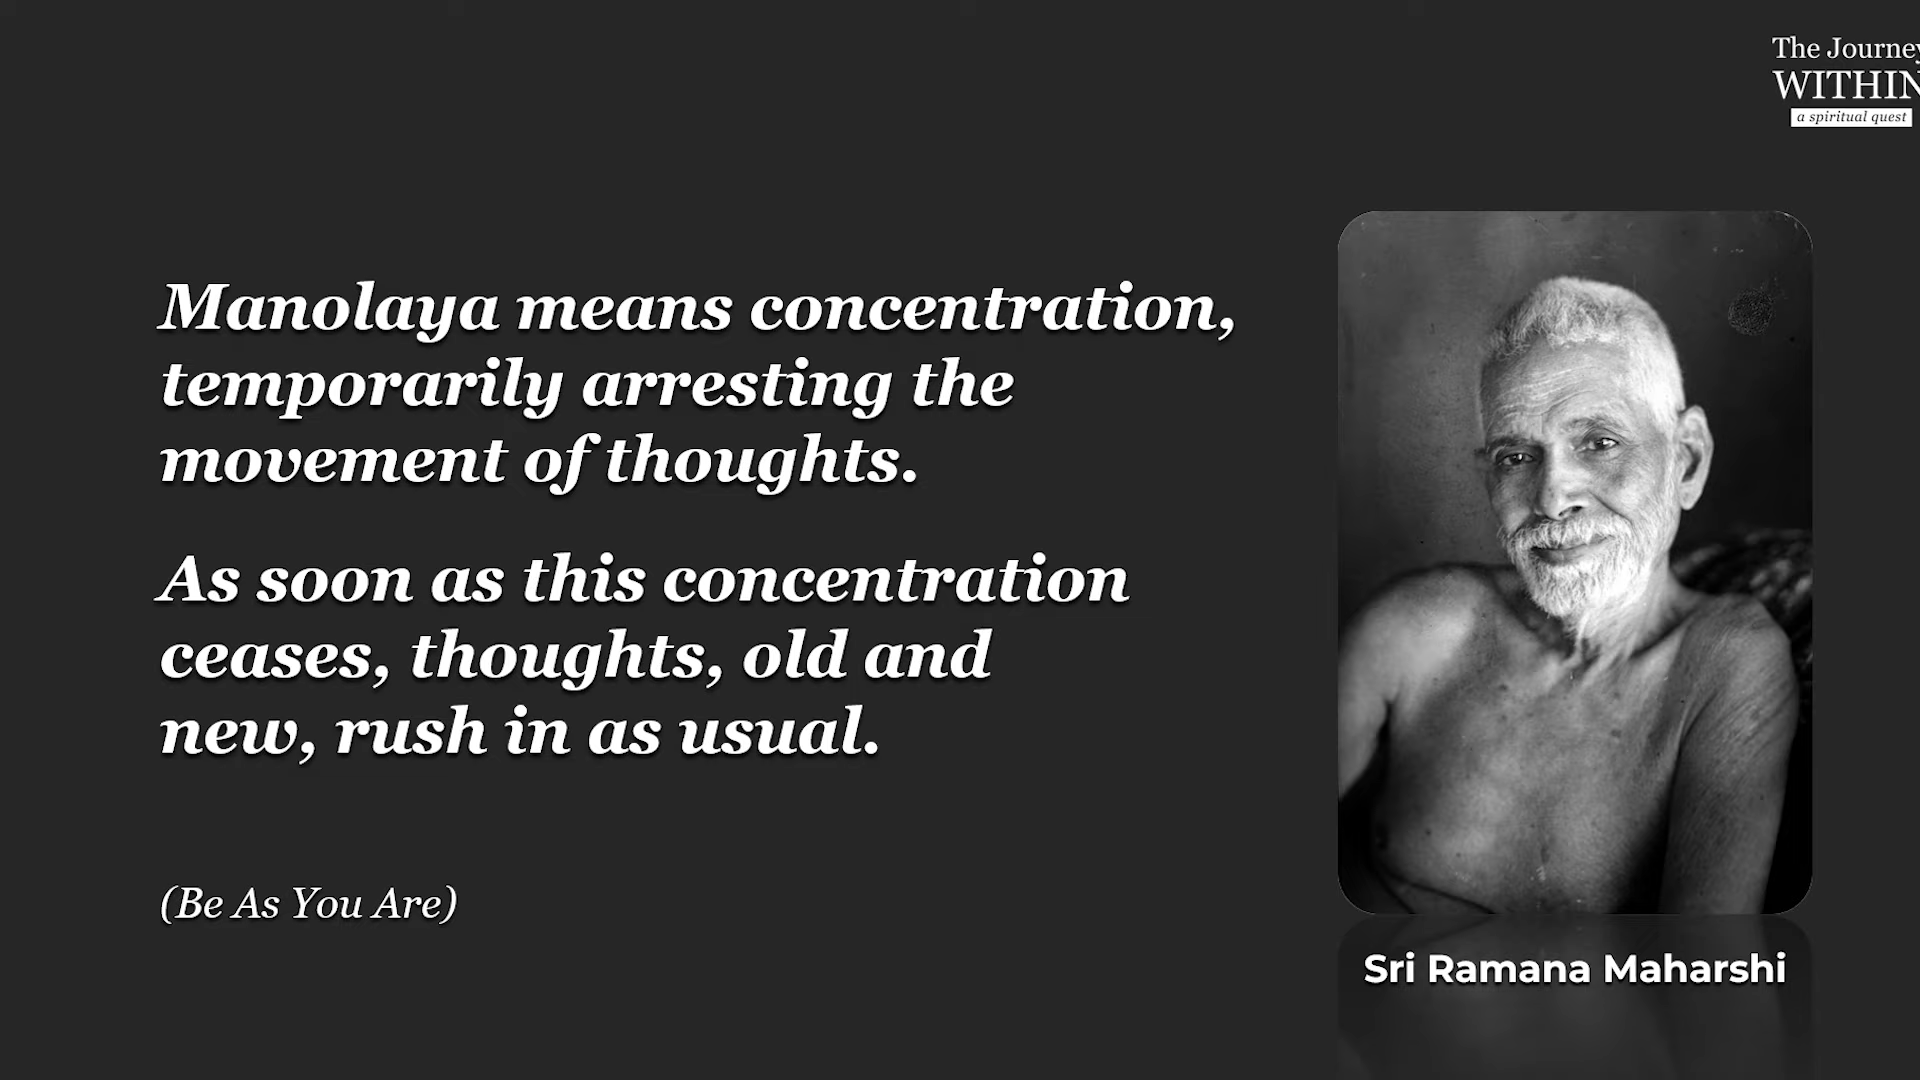 The Journey
WITHIN
a spiritual quest
Manolaya means concentration,
temporarily arresting the
movement of thoughts.
As soon as this concentration
ceases, thoughts, old and
new, rush in as usual.
(Be As You Are)
Sri Ramana Maharshi